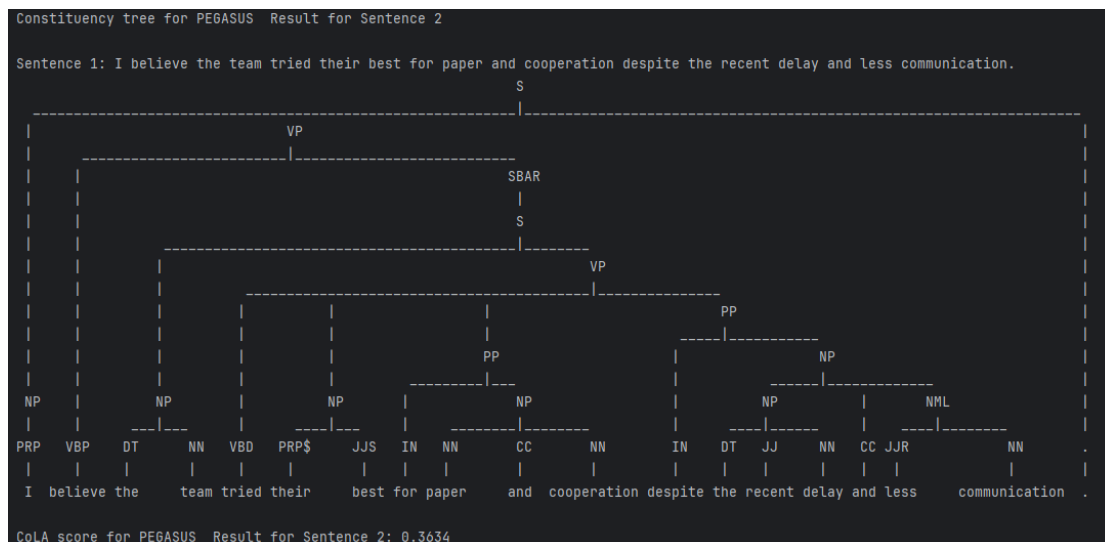 Constituency tree for PEGASUS  Result for Sentence 2
Sentence 1: I believe the team tried their best for paper and cooperation despite the recent delay and less communication.
S
VP
SBAR
S
VP
PP
PP NP
NP NP NP NP NP NML
PRP VBP DT NN VBD PRP$ JJS IN NN CC NN IN DT JJ NN CC JJR NN .
I believe the team tried their best for paper and cooperation despite the recent delay and less communication .
CoLA score for PEGASUS  Result for Sentence 2: 0.3634